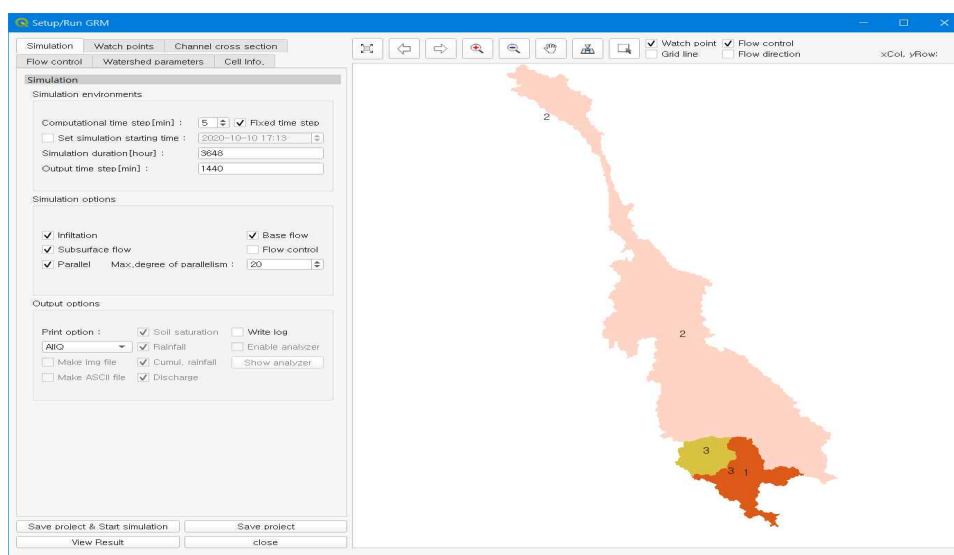 Setup/Run GRM
Simulation Watch points Channel cross section
Flow control Watershed parameters Cell Info.
Simulation
Simulation environments
Computational time step[min] : 5 Fixed time step
Set simulation starting time : 2020-10-10 17:13
Simulation duration[hour] : 3648
Output time step[min] : 1440
Simulation options
Infiltation Base flow
Subsurface flow Flow control
Parallel Max.degree of parallelism : 20
Output options
Print option : Soil saturation Write log
AllQ Rainfall Enable analyzer
Make Img file Cumul. rainfall Show analyzer
Make ASCII file Discharge
Save project & Start simulation Save project
View Result close
Watch point Flow control
Grid line Flow direction xCol, yRow:
2
2
3
3 1